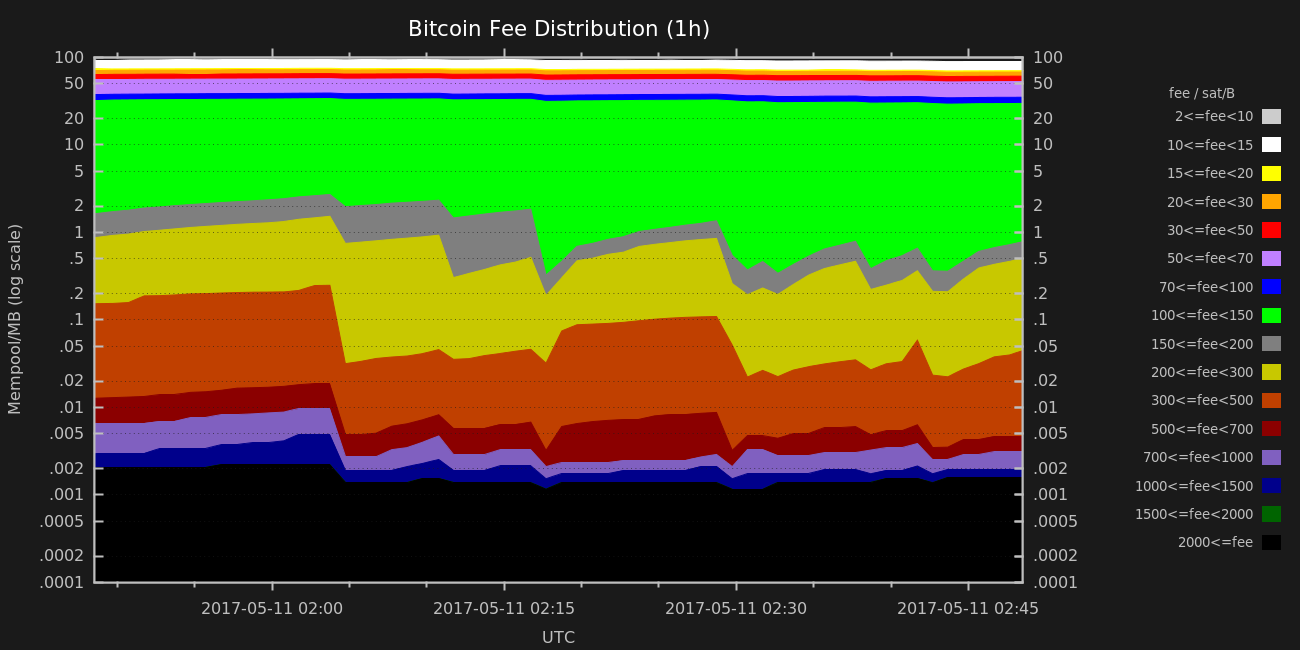 Bitcoin Fee Distribution (1h)
Mempool/MB (log scale)
100
50
20
10
5
2
1
.5
.2
.1
.05
.02
.01
.005
.002
.001
.0005
.0002
.0001
100
50
20
10
5
2
1
.5
.2
.1
.05
.02
.01
.005
.002
.001
.0005
.0002
.0001
2017-05-11 02:00
2017-05-11 02:15
2017-05-11 02:30
2017-05-11 02:45
UTC
fee / sat/B
2<=fee<10
10<=fee<15
15<=fee<20
20<=fee<30
30<=fee<50
50<=fee<70
70<=fee<100
100<=fee<150
150<=fee<200
200<=fee<300
300<=fee<500
500<=fee<700
700<=fee<1000
1000<=fee<1500
1500<=fee<2000
2000<=fee